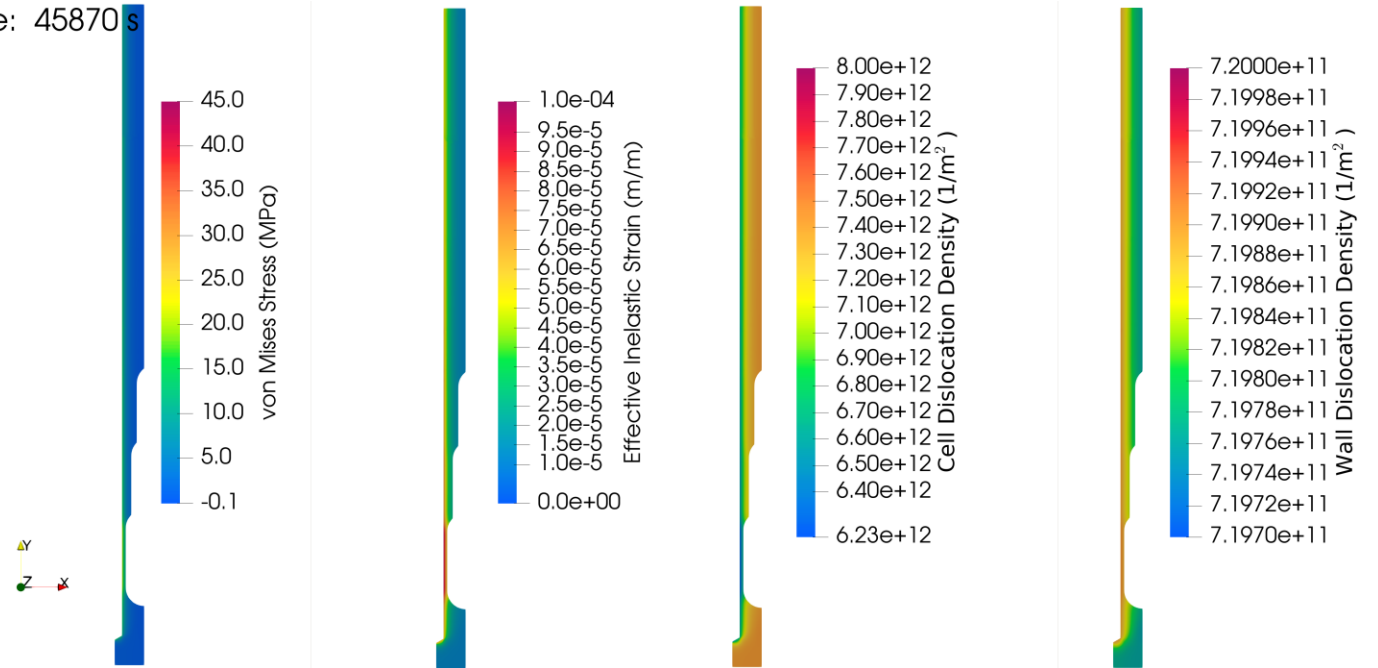 e: 45870 s
45.0
40.0
35.0
30.0
25.0
20.0
15.0
10.0
5.0
-0.1
von Mises Stress (MPa)
1.0e-04
9.5e-5
9.0e-5
8.5e-5
8.0e-5
7.5e-5
7.0e-5
6.5e-5
6.0e-5
5.5e-5
5.0e-5
4.5e-5
4.0e-5
3.5e-5
3.0e-5
2.5e-5
2.0e-5
1.5e-5
1.0e-5
0.0e+00
Effective Inelastic Strain (m/m)
8.00e+12
7.90e+12
7.80e+12
7.70e+12
7.60e+12
7.50e+12
7.40e+12
7.30e+12
7.20e+12
7.10e+12
7.00e+12
6.90e+12
6.80e+12
6.70e+12
6.60e+12
6.50e+12
6.40e+12
6.23e+12
Cell Dislocation Density (1/m²)
7.2000e+11
7.1998e+11
7.1996e+11
7.1994e+11
7.1992e+11
7.1990e+11
7.1988e+11
7.1986e+11
7.1984e+11
7.1982e+11
7.1980e+11
7.1978e+11
7.1976e+11
7.1974e+11
7.1972e+11
7.1970e+11
Wall Dislocation Density (1/m²)
Y
Z
X